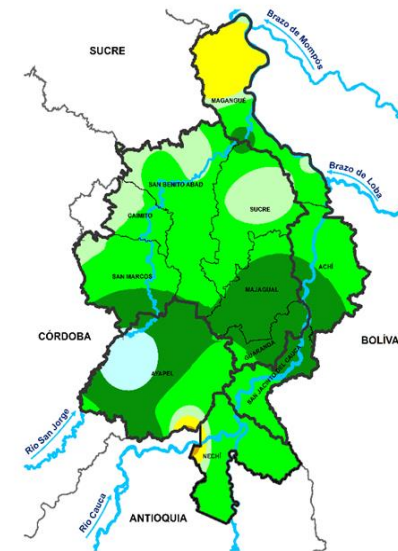 SUCRE
Brazo de Mompós
MAGANGUÉ
Brazo de Loba
SAN BENITO ABAD
CAIMITO
SUCRE
SAN MARCOS
ACHÍ
MAJAGUAL
CÓRDOBA
BOLÍVA
GUARANDA
AYAPEL
SAN JACINTO DEL CAUCA
Río San Jorge
NECHÍ
Río Cauca
ANTIOQUIA